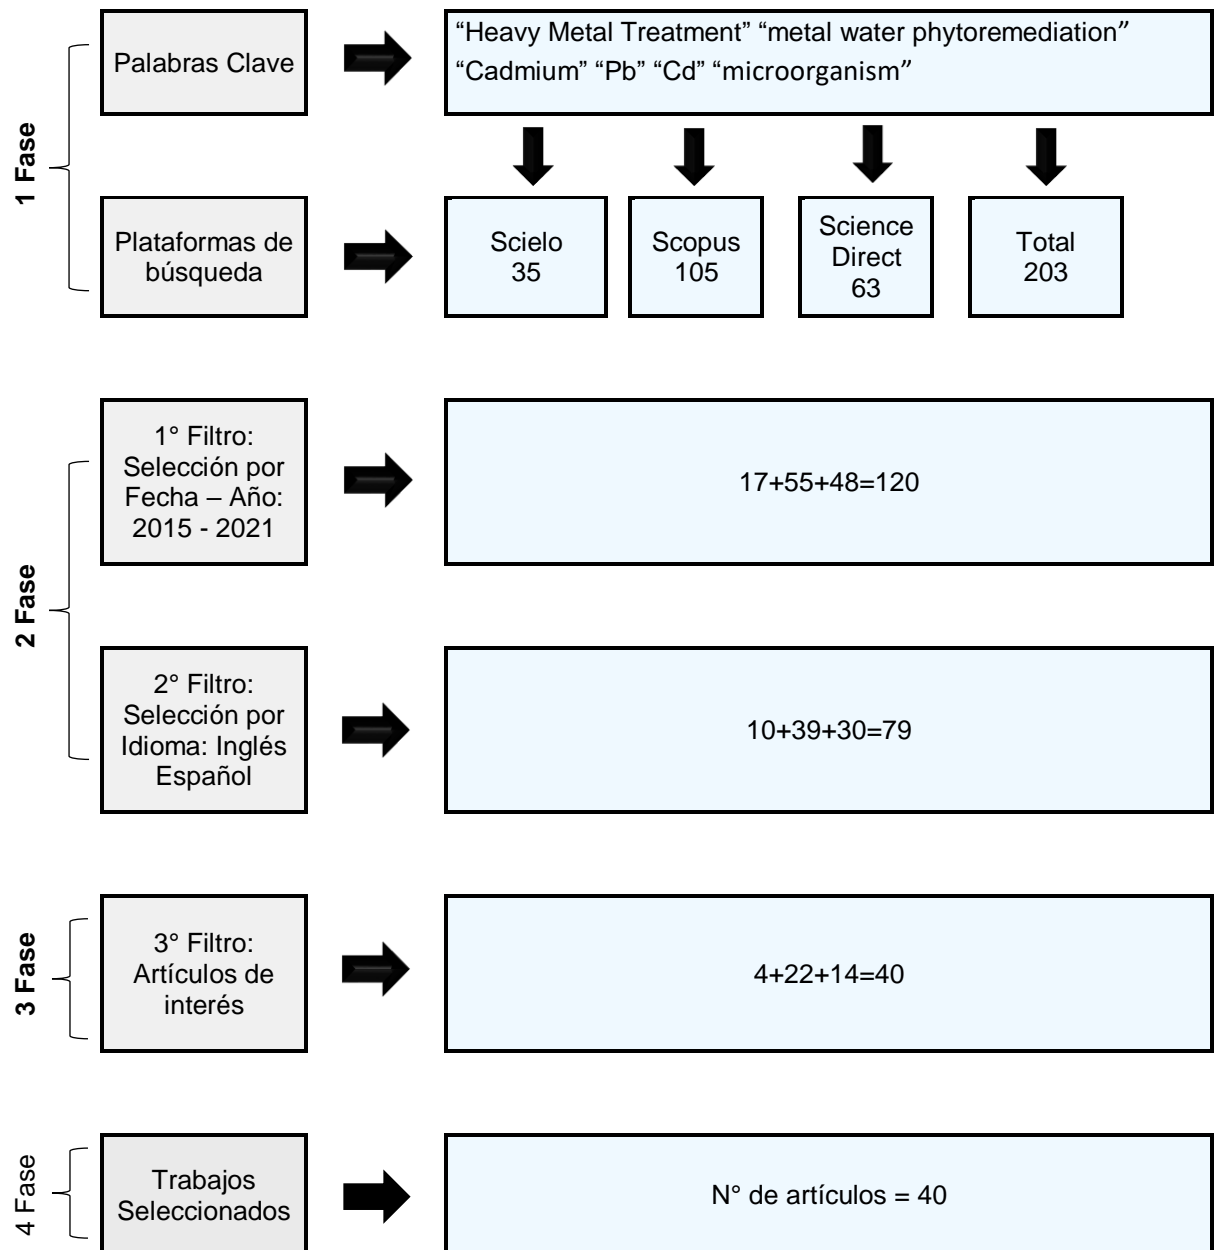 1 Fase
Palabras Clave
“Heavy Metal Treatment” “metal water phytoremediation”
“Cadmium” “Pb” “Cd” “microorganism”
Plataformas de
búsqueda
Scielo
35
Scopus
105
Science
Direct
63
Total
203
2 Fase
1° Filtro:
Selección por
Fecha – Año:
2015 - 2021
17+55+48=120
2° Filtro:
Selección por
Idioma: Inglés
Español
10+39+30=79
3 Fase
3° Filtro:
Artículos de
interés
4+22+14=40
4 Fase
Trabajos
Seleccionados
N° de artículos = 40